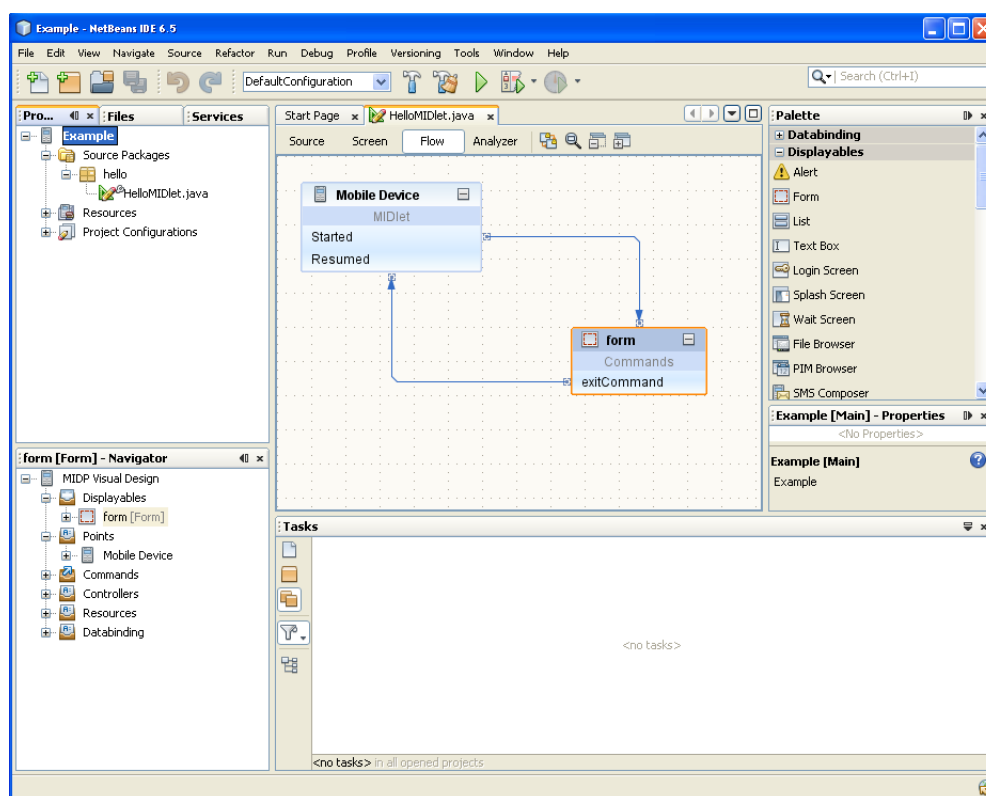 Example - NetBeans IDE 6.5
File Edit View Navigate Source Refactor Run Debug Profile Versioning Tools Window Help
DefaultConfiguration
Search (Ctrl+I)
Pro... Files Services
Example
Source Packages
hello
HelloMIDlet.java
Resources
Project Configurations
form [Form] - Navigator
MIDP Visual Design
Displayables
form [Form]
Points
Mobile Device
Commands
Controllers
Resources
Databinding
Start Page HelloMIDlet.java
Source Screen Flow Analyzer
Mobile Device
MIDlet
Started
Resumed
form
Commands
exitCommand
Tasks
<no tasks>
<no tasks> in all opened projects
Palette
Databinding
Displayables
Alert
Form
List
Text Box
Login Screen
Splash Screen
Wait Screen
File Browser
PIM Browser
SMS Composer
Example [Main] - Properties
<No Properties>
Example [Main]
Example